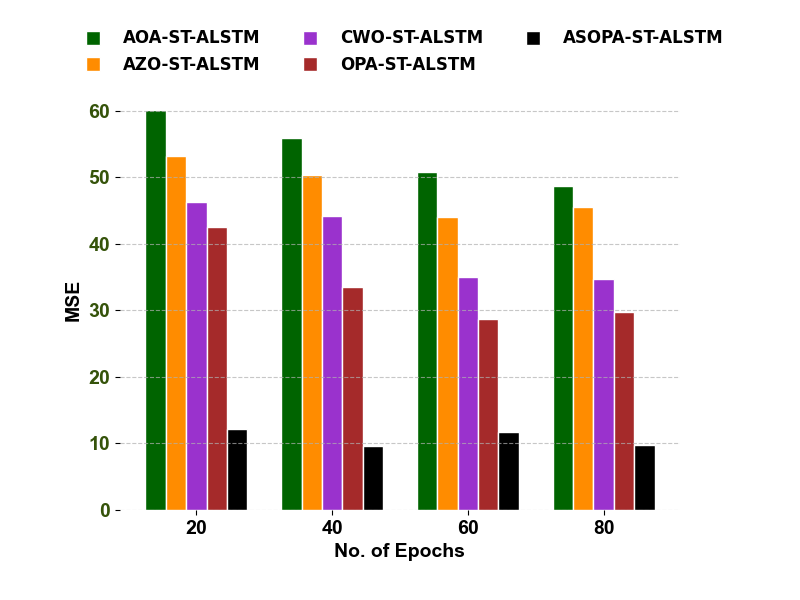 AOA-ST-ALSTM CWO-ST-ALSTM ASOPA-ST-ALSTM
AZO-ST-ALSTM OPA-ST-ALSTM
60
50
40
30
20
10
0
MSE
20 40 60 80
No. of Epochs